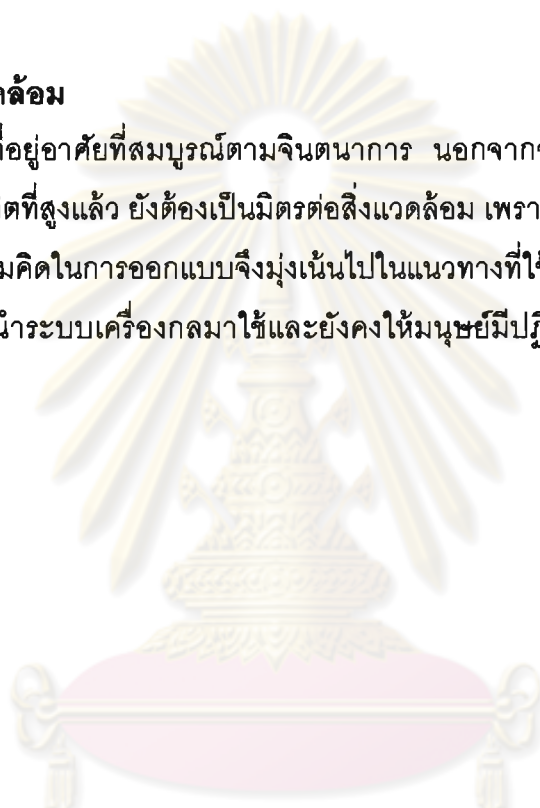 ดล้อม
ที่อยู่อาศัยที่สมบูรณ์ตามจินตนาการ นอกจาก
ิตที่สูงแล้ว ยังต้องเป็นมิตรต่อสิ่งแวดล้อม เพรา
มคิดในการออกแบบจึงมุ่งเน้นไปในแนวทางที่ใช้
นำระบบเครื่องกลมาใช้และยังคงให้มนุษย์มีปฏิ